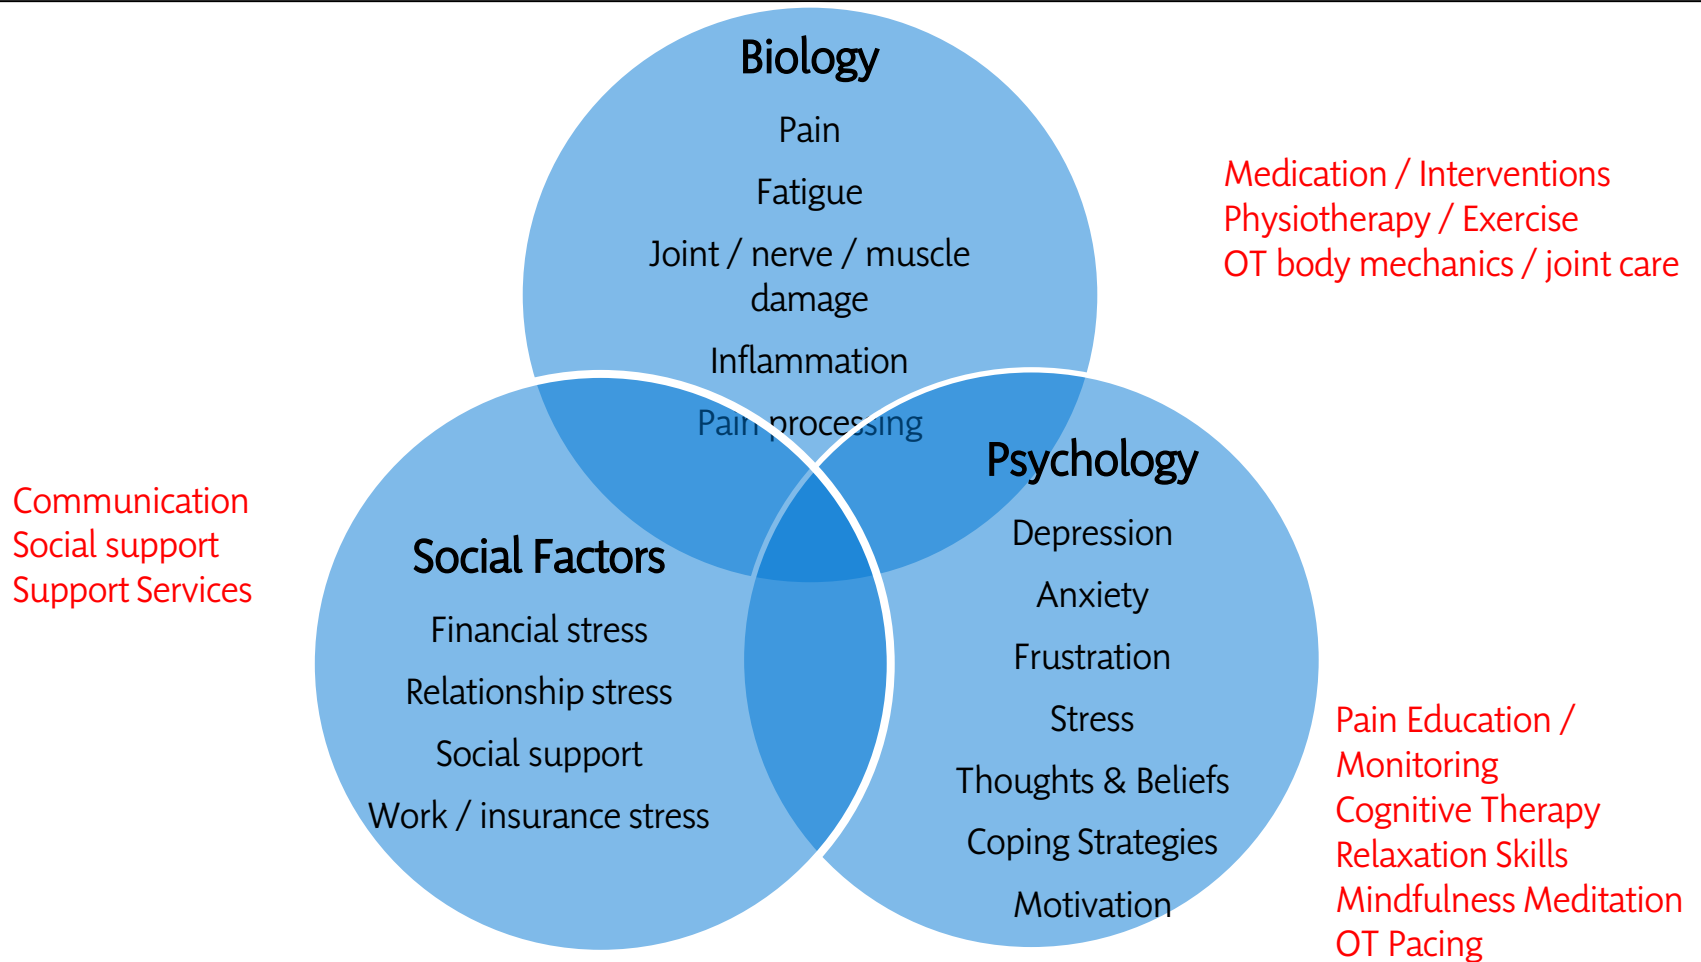 Biology
Pain
Fatigue
Joint / nerve / muscle
damage
Inflammation
Pain processing
Medication / Interventions
Physiotherapy / Exercise
OT body mechanics / joint care
Communication
Social support
Support Services
Social Factors
Financial stress
Relationship stress
Social support
Work / insurance stress
Psychology
Depression
Anxiety
Frustration
Stress
Thoughts & Beliefs
Coping Strategies
Motivation
Pain Education /
Monitoring
Cognitive Therapy
Relaxation Skills
Mindfulness Meditation
OT Pacing